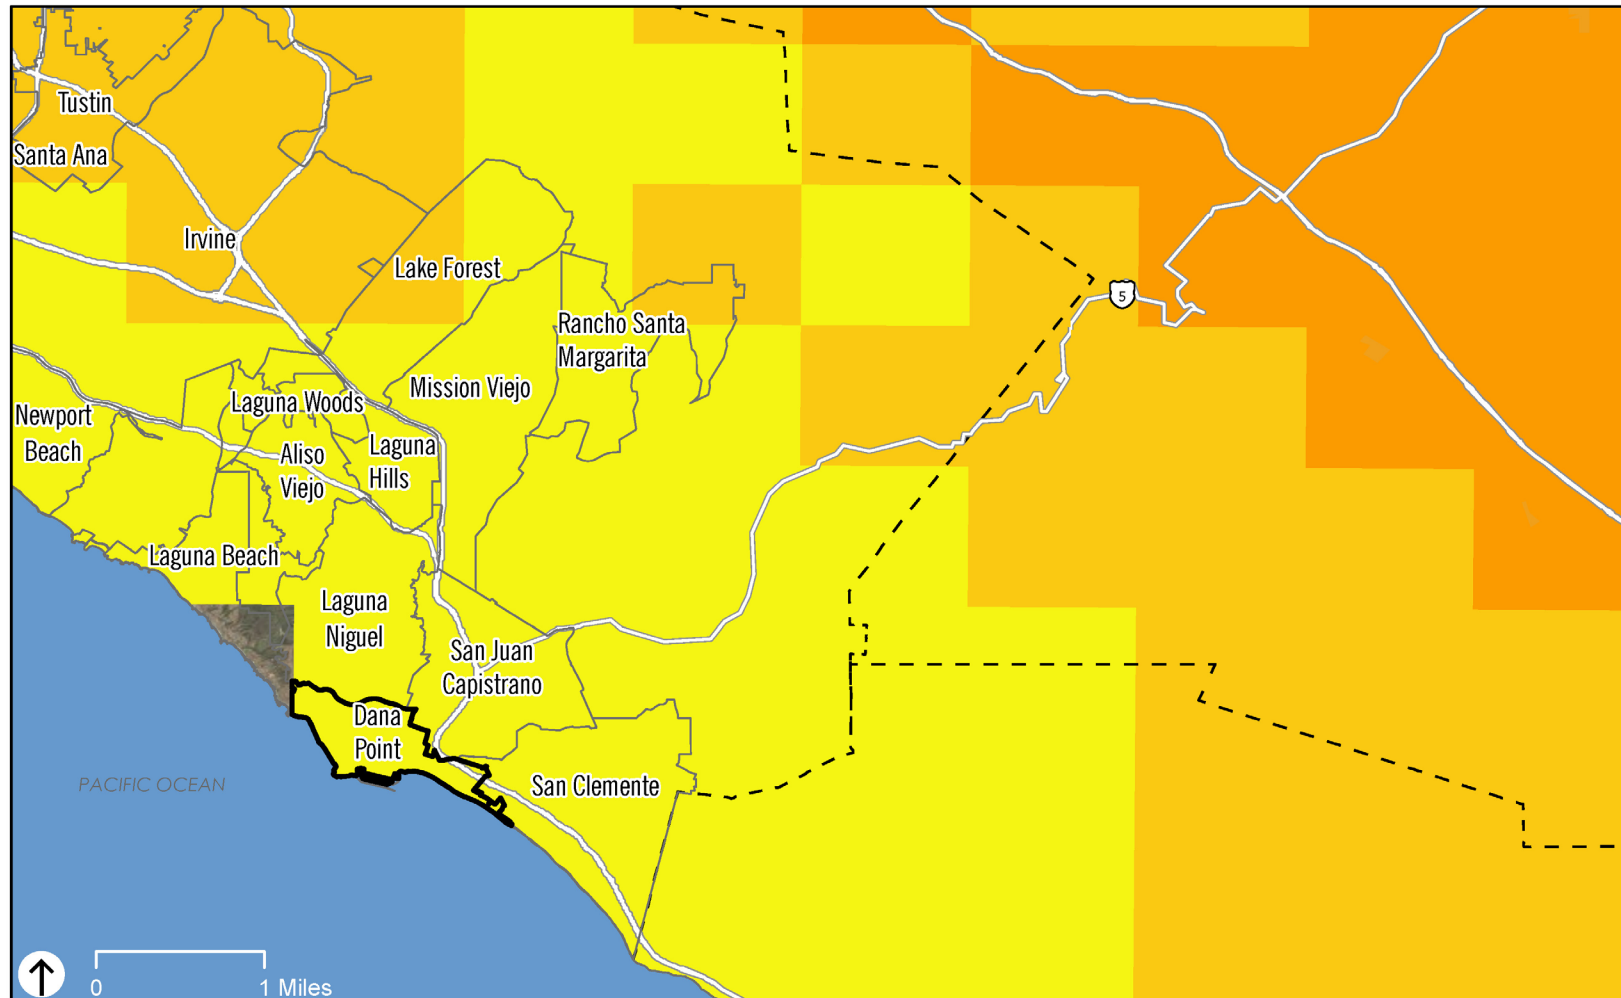 Tustin
Santa Ana
Irvine
Lake Forest
5
Rancho Santa
Margarita
Mission Viejo
Laguna Woods
Newport
Beach
Laguna
Hills
Aliso
Viejo
Laguna Beach
Laguna
Niguel
San Juan
Capistrano
Dana
Point
San Clemente
PACIFIC OCEAN
0
1 Miles